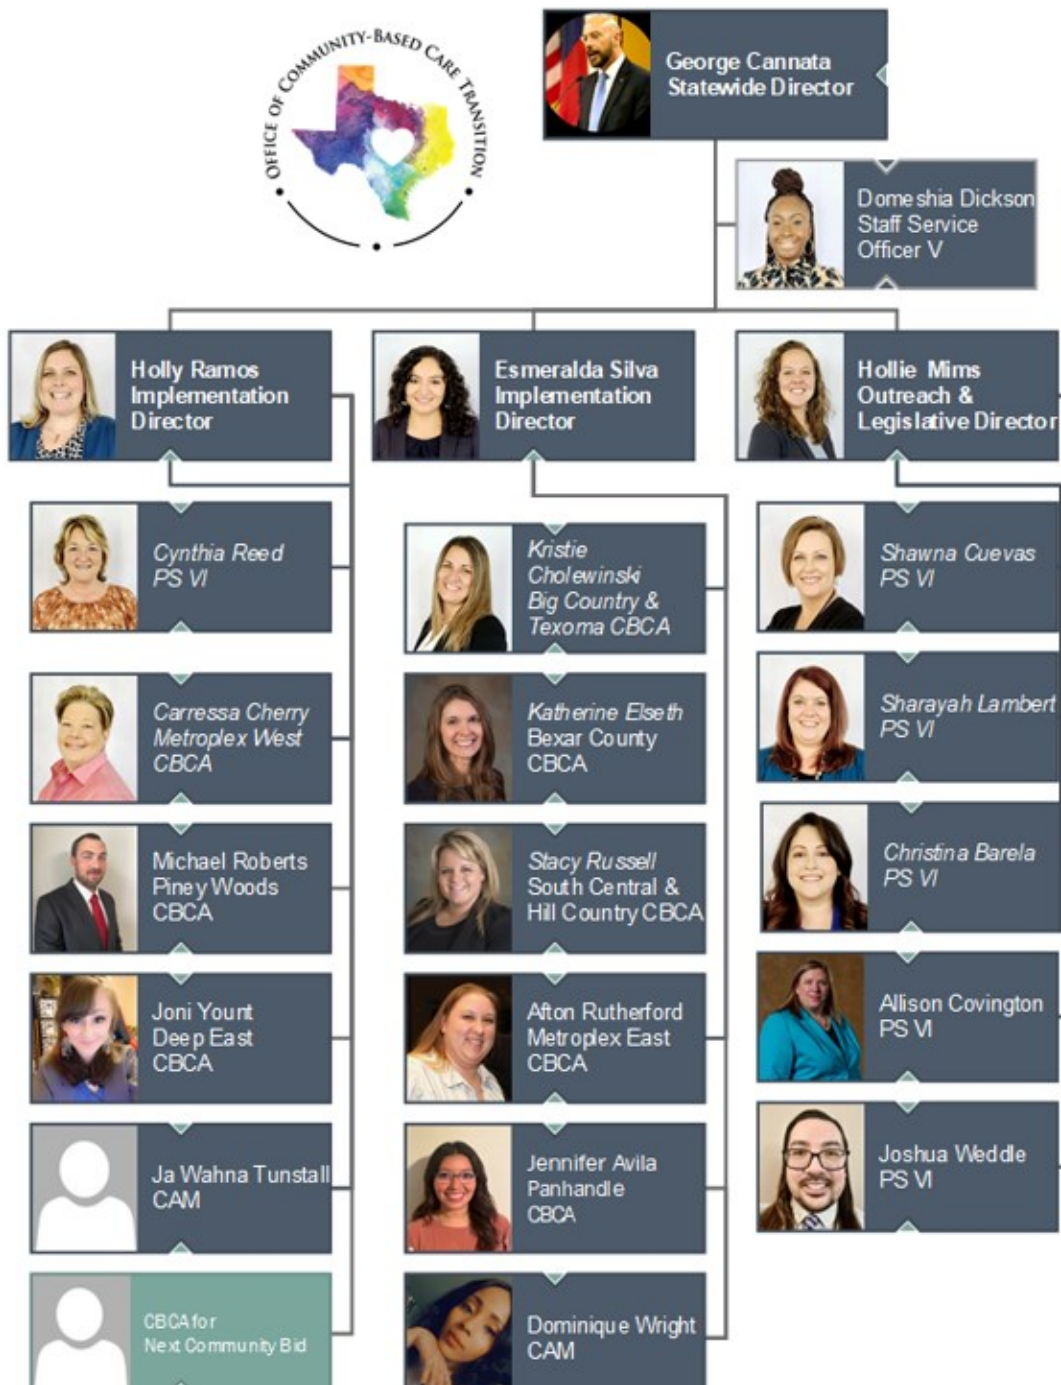 OFFICE OF COMMUNITY-BASED CARE TRANSITION
George Cannata
Statewide Director
Domeshia Dickson
Staff Service
Officer V
Holly Ramos
Implementation
Director
Esmeralda Silva
Implementation
Director
Hollie Mims
Outreach &
Legislative Director
Cynthia Reed
PS VI
Carressa Cherry
Metroplex West
CBCA
Michael Roberts
Piney Woods
CBCA
Joni Yount
Deep East
CBCA
Ja Wahna Tunstall
CAM
CBCA for
Next Community Bid
Kristie
Cholewinski
Big Country &
Texoma CBCA
Katherine Elseth
Bexar County
CBCA
Stacy Russell
South Central &
Hill Country CBCA
Afton Rutherford
Metroplex East
CBCA
Jennifer Avila
Panhandle
CBCA
Dominique Wright
CAM
Shawna Cuevas
PS VI
Sharayah Lambert
PS VI
Christina Barela
PS VI
Allison Covington
PS VI
Joshua Weddle
PS VI